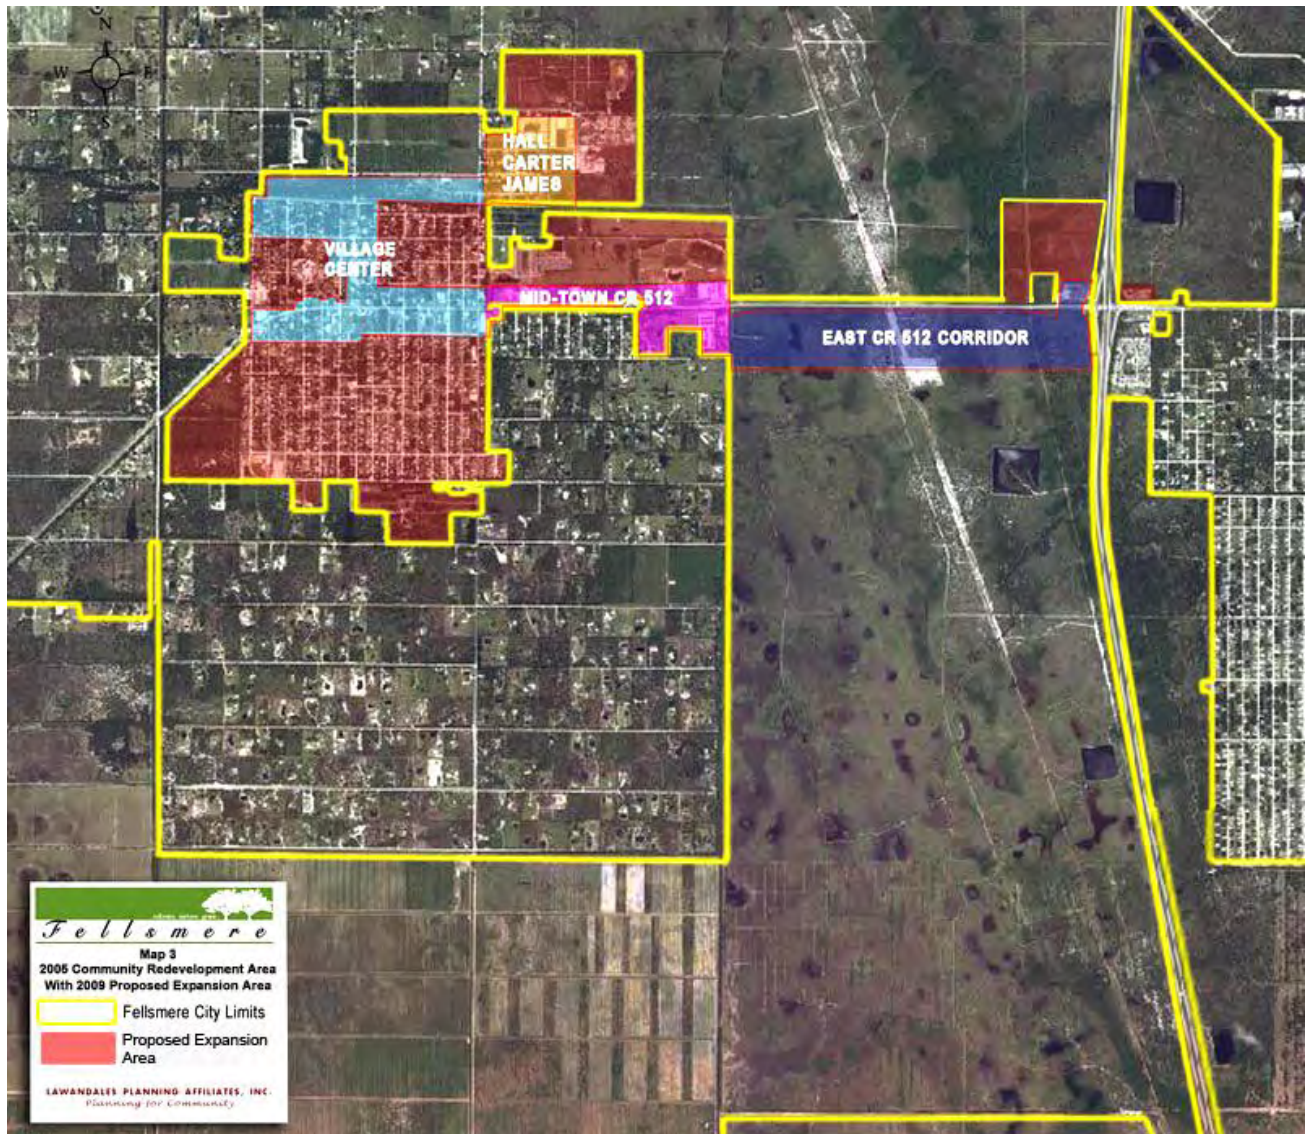 N
W
E
S
HALL
CARTER
JAMES
VILLAGE
CENTER
MID-TOWN CR 512
EAST CR 512 CORRIDOR
Fellsmere
Map 3
2005 Community Redevelopment Area
With 2009 Proposed Expansion Area
Fellsmere City Limits
Proposed Expansion
Area
LAWANDALES PLANNING AFFILIATES, INC.
Planning for Community